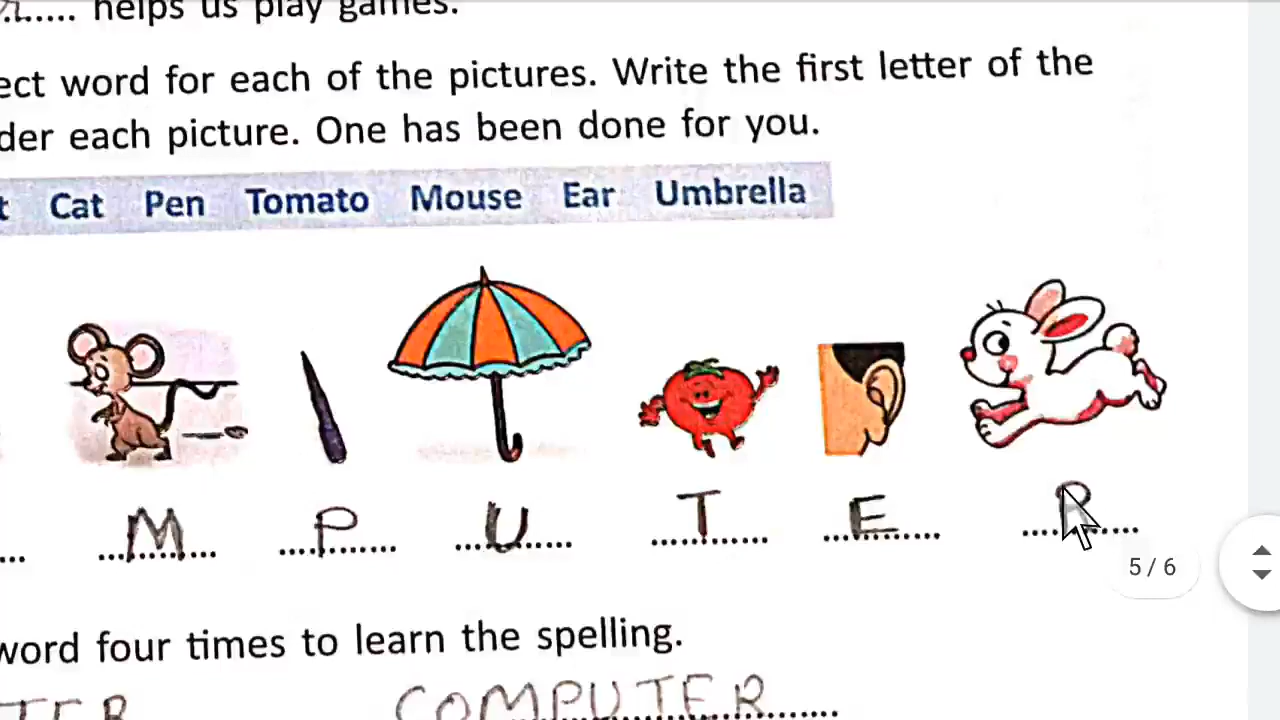 helps us play games.
ect word for each of the pictures. Write the first letter of the
der each picture. One has been done for you.
t Cat Pen Tomato Mouse Ear Umbrella
M P U T E R
5 / 6
word four times to learn the spelling.
TER COMPUTER